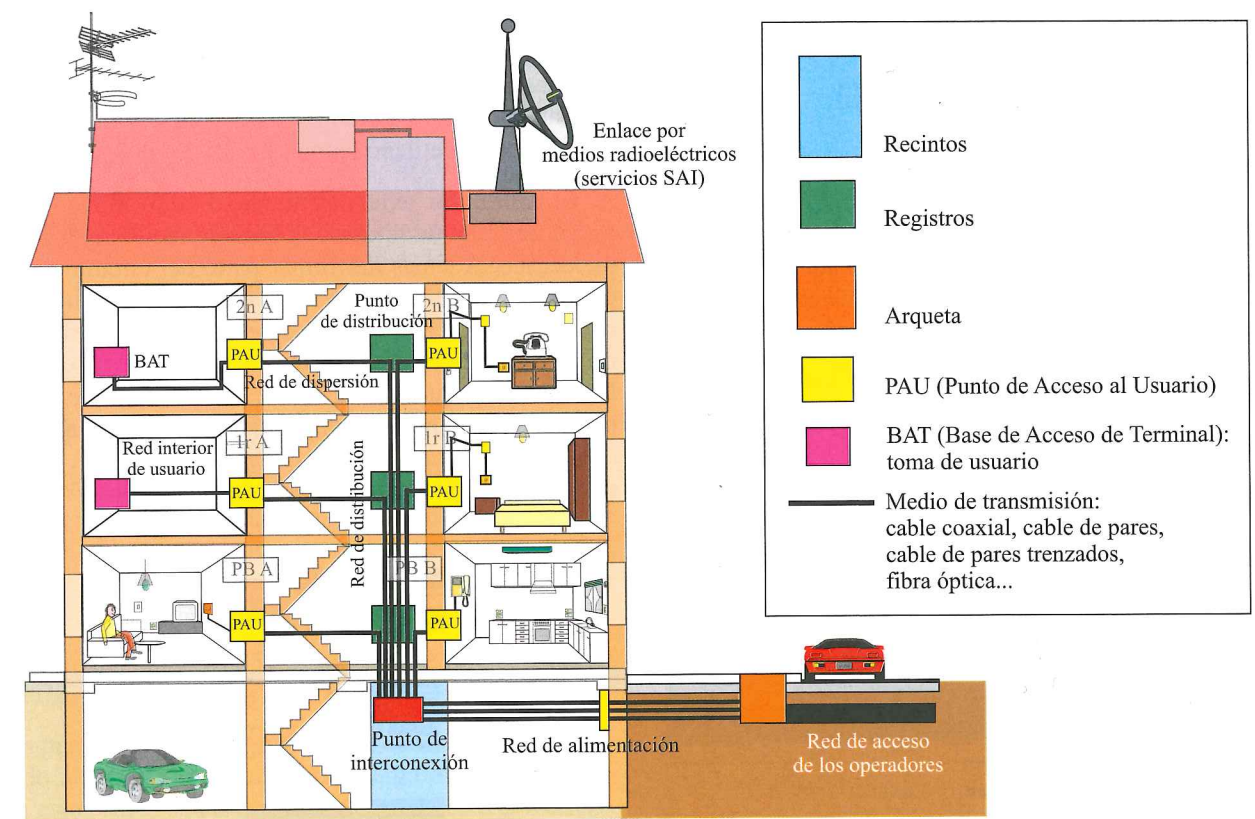 Enlace por
medios radioeléctricos
(servicios SAI)
Recintos
Registros
Arqueta
PAU (Punto de Acceso al Usuario)
BAT (Base de Acceso de Terminal):
toma de usuario
Medio de transmisión:
cable coaxial, cable de pares,
cable de pares trenzados,
fibra óptica...
2n A
Punto
de distribución
2n B
BAT
PAU
PAU
Red de dispersión
Red interior
de usuario
1r A
1r B
PAU
PAU
Red de distribución
PB A
PB B
PAU
PAU
Punto de
interconexión
Red de alimentación
Red de acceso
de los operadores